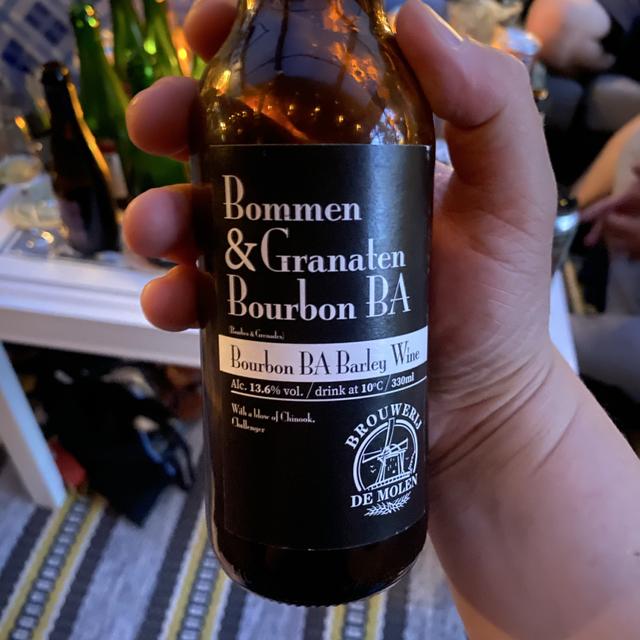 Bommen
&Granaten
Bourbon BA
(Bombes & Grenades)
Bourbon BA Barley Wine
Alc. 13.6% vol. / drink at 10°C / 330ml
With a blow of Chinook,
Challenger
BROUWERIJ
DE MOLEN